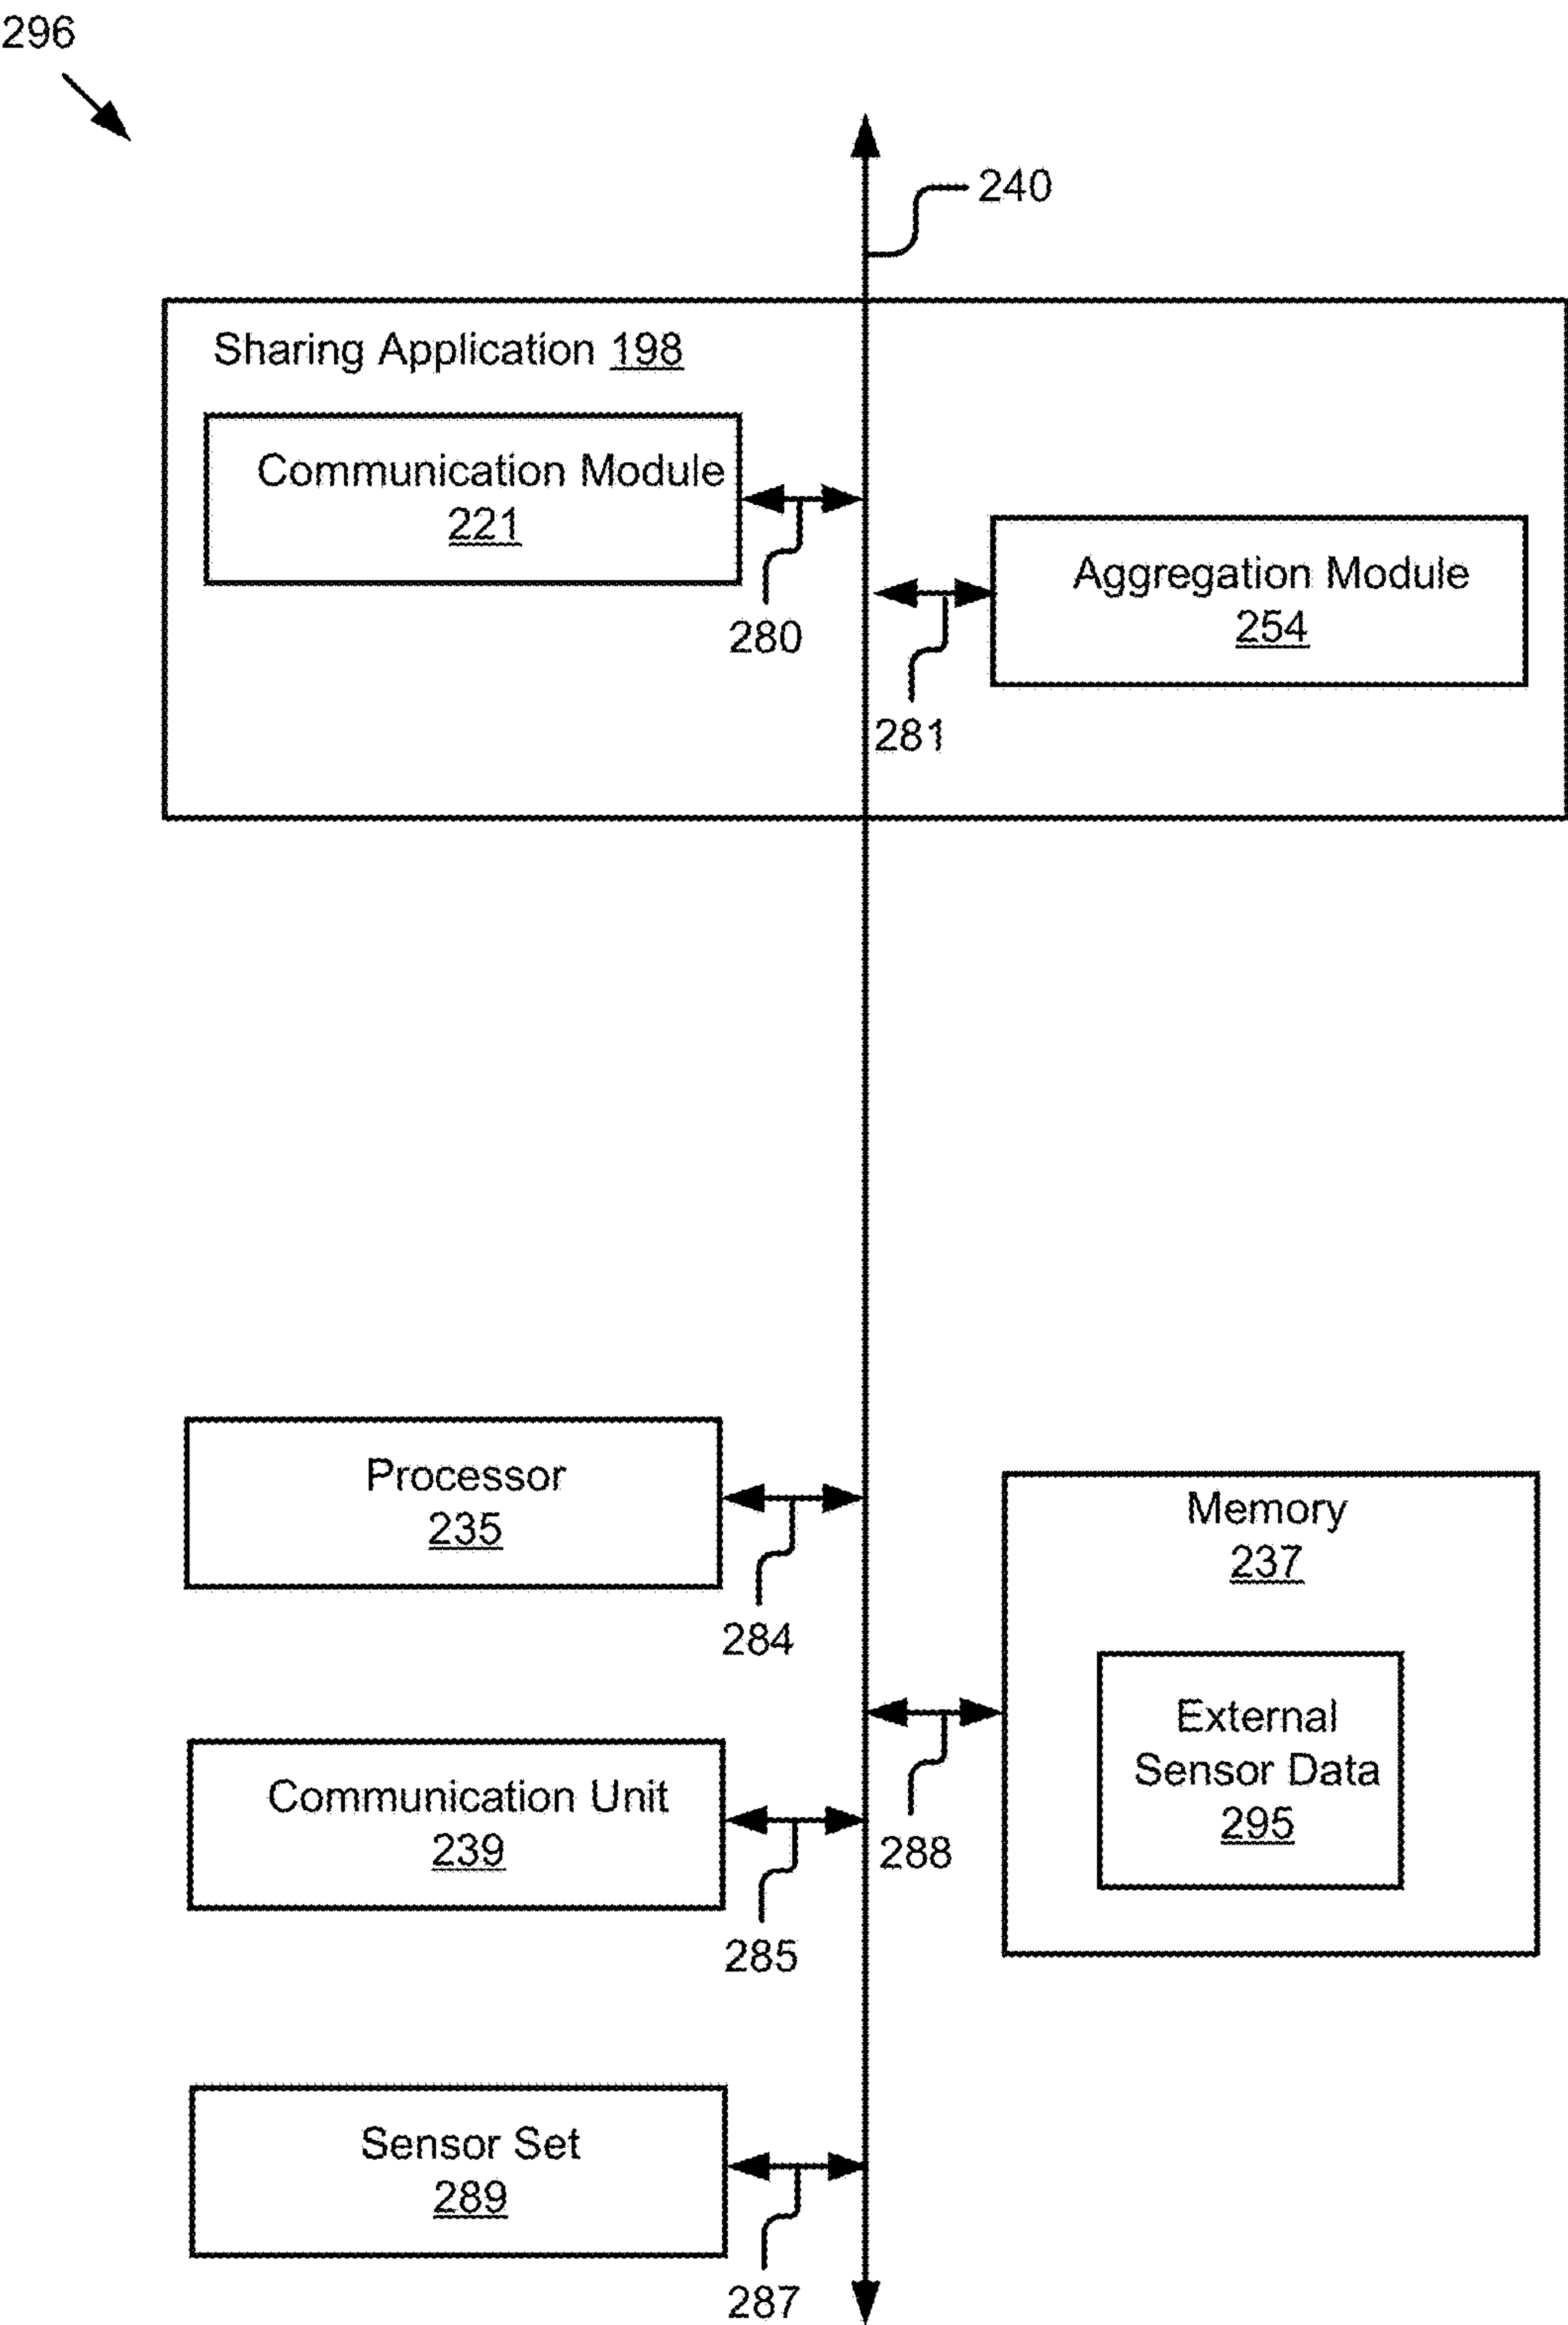 296
240
Sharing Application 198
Communication Module
221
280
Aggregation Module
254
281
Processor
235
284
Memory
237
External
Sensor Data
295
288
Communication Unit
239
285
Sensor Set
289
287